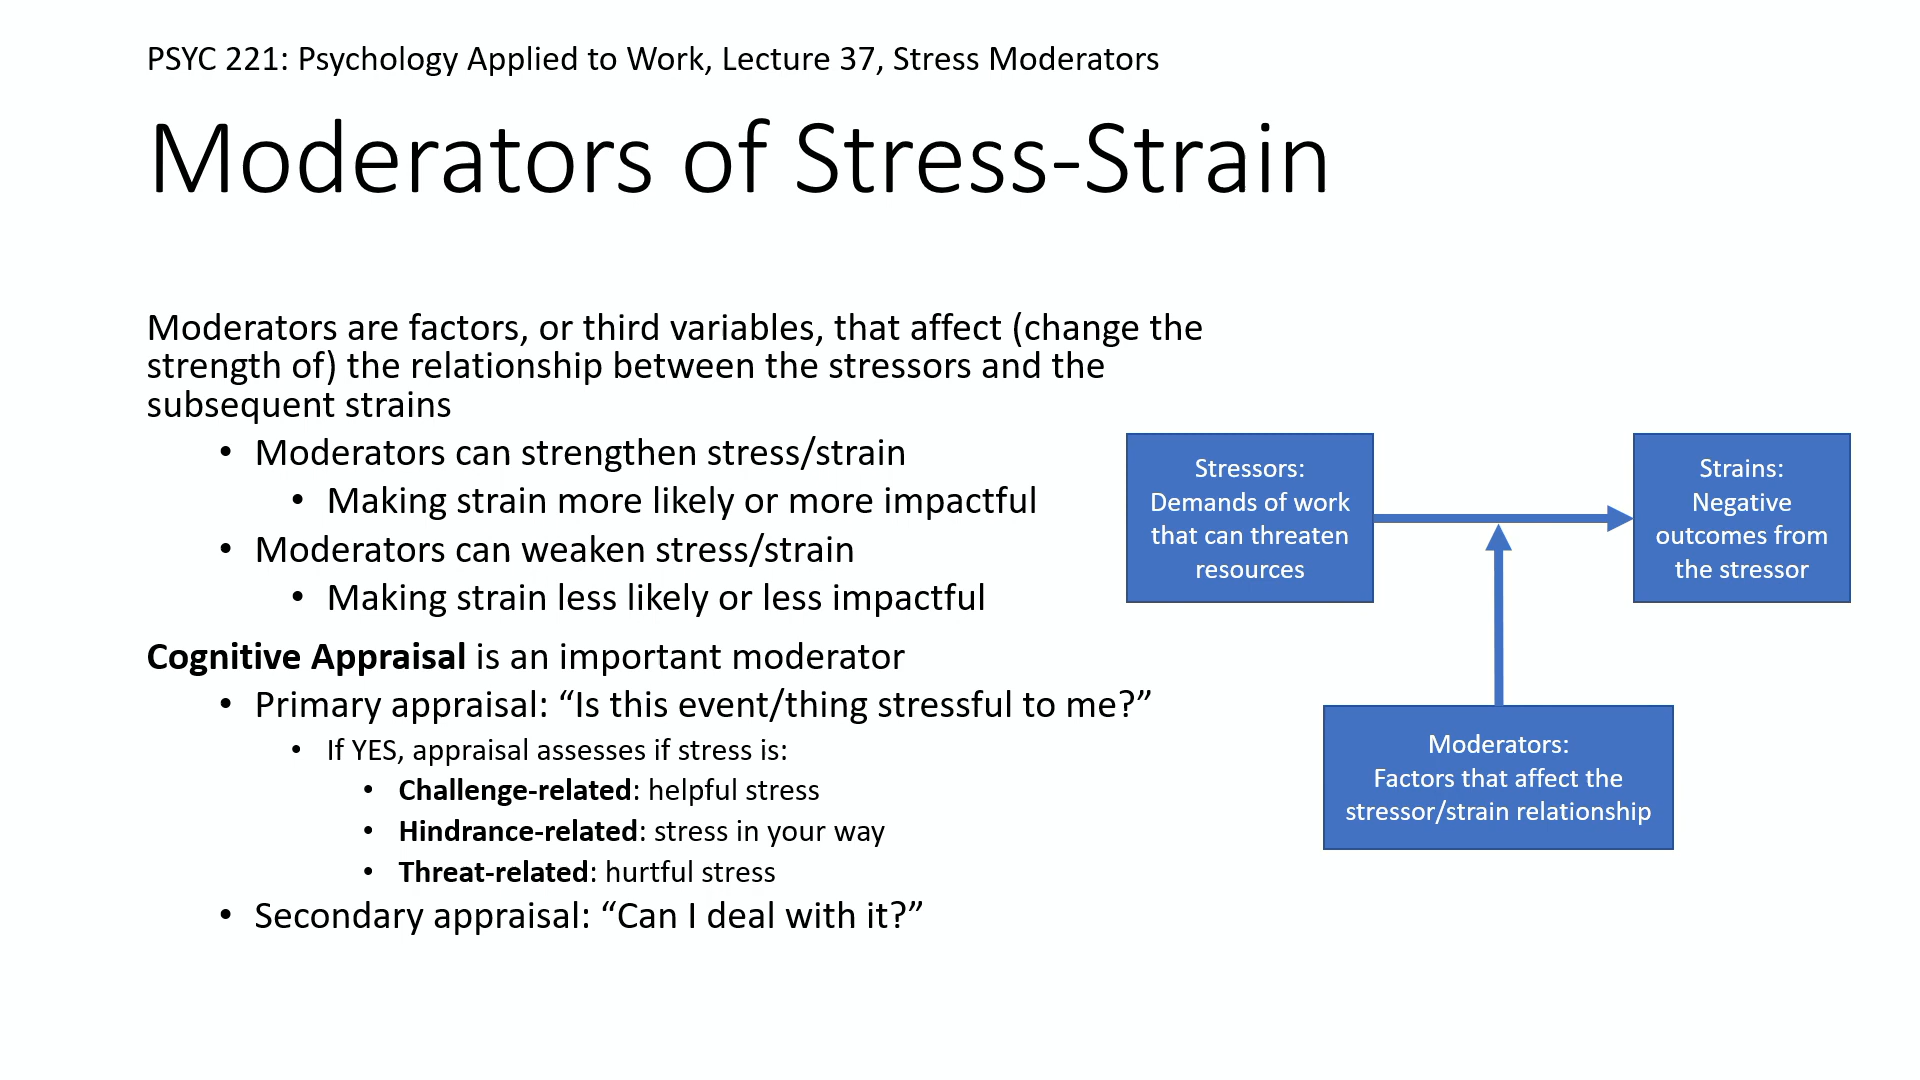 PSYC 221: Psychology Applied to Work, Lecture 37, Stress Moderators
Moderators of Stress-Strain
Moderators are factors, or third variables, that affect (change the
strength of) the relationship between the stressors and the
subsequent strains
• Moderators can strengthen stress/strain
• Making strain more likely or more impactful
• Moderators can weaken stress/strain
• Making strain less likely or less impactful
Cognitive Appraisal is an important moderator
• Primary appraisal: “Is this event/thing stressful to me?”
• If YES, appraisal assesses if stress is:
• Challenge-related: helpful stress
• Hindrance-related: stress in your way
• Threat-related: hurtful stress
• Secondary appraisal: “Can I deal with it?”
Stressors:
Demands of work
that can threaten
resources
Strains:
Negative
outcomes from
the stressor
Moderators:
Factors that affect the
stressor/strain relationship